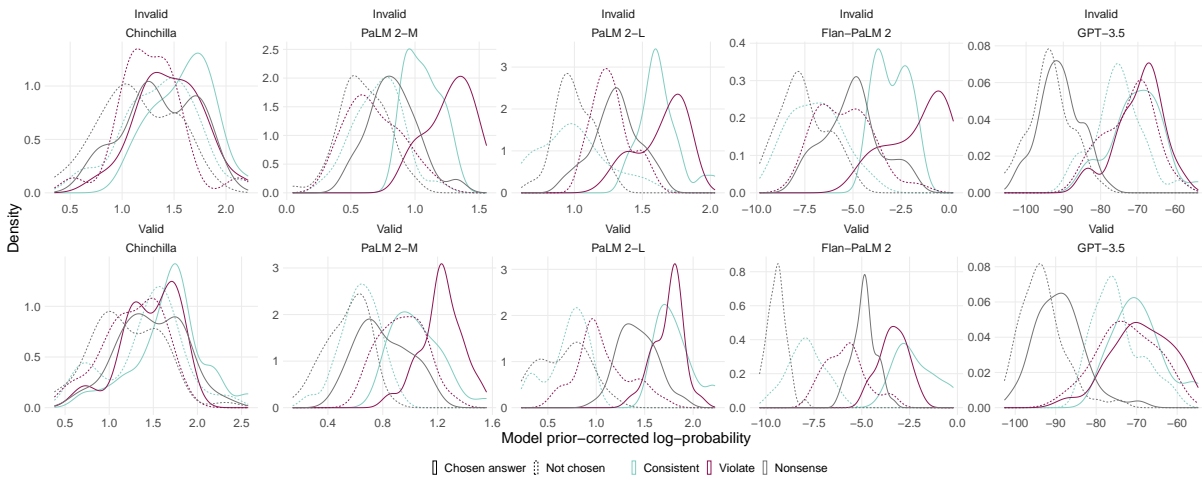 Invalid Invalid Invalid Invalid Invalid
Chinchilla PaLM 2−M PaLM 2−L Flan−PaLM 2 GPT−3.5
1.0
0.5
0.0
0.5 1.0 1.5 2.0
2.5
2.0
1.5
1.0
0.5
0.0
0.0 0.5 1.0 1.5
3
2
1
0
1.0 1.5 2.0
0.4
0.3
0.2
0.1
0.0
−10.0 −7.5 −5.0 −2.5 0.0
0.08
0.06
0.04
0.02
0.00
−100 −90 −80 −70 −60
Density
Valid Valid Valid Valid Valid
Chinchilla PaLM 2−M PaLM 2−L Flan−PaLM 2 GPT−3.5
1.0
0.5
0.0
0.5 1.0 1.5 2.0 2.5
3
2
1
0
0.4 0.8 1.2 1.6
3
2
1
0
0.5 1.0 1.5 2.0
0.8
0.6
0.4
0.2
0.0
−10.0 −7.5 −5.0 −2.5 0.0
0.075
0.050
0.025
0.000
−100 −90 −80 −70 −60
Model prior−corrected log−probability
Chosen answer Not chosen Consistent Violate Nonsense